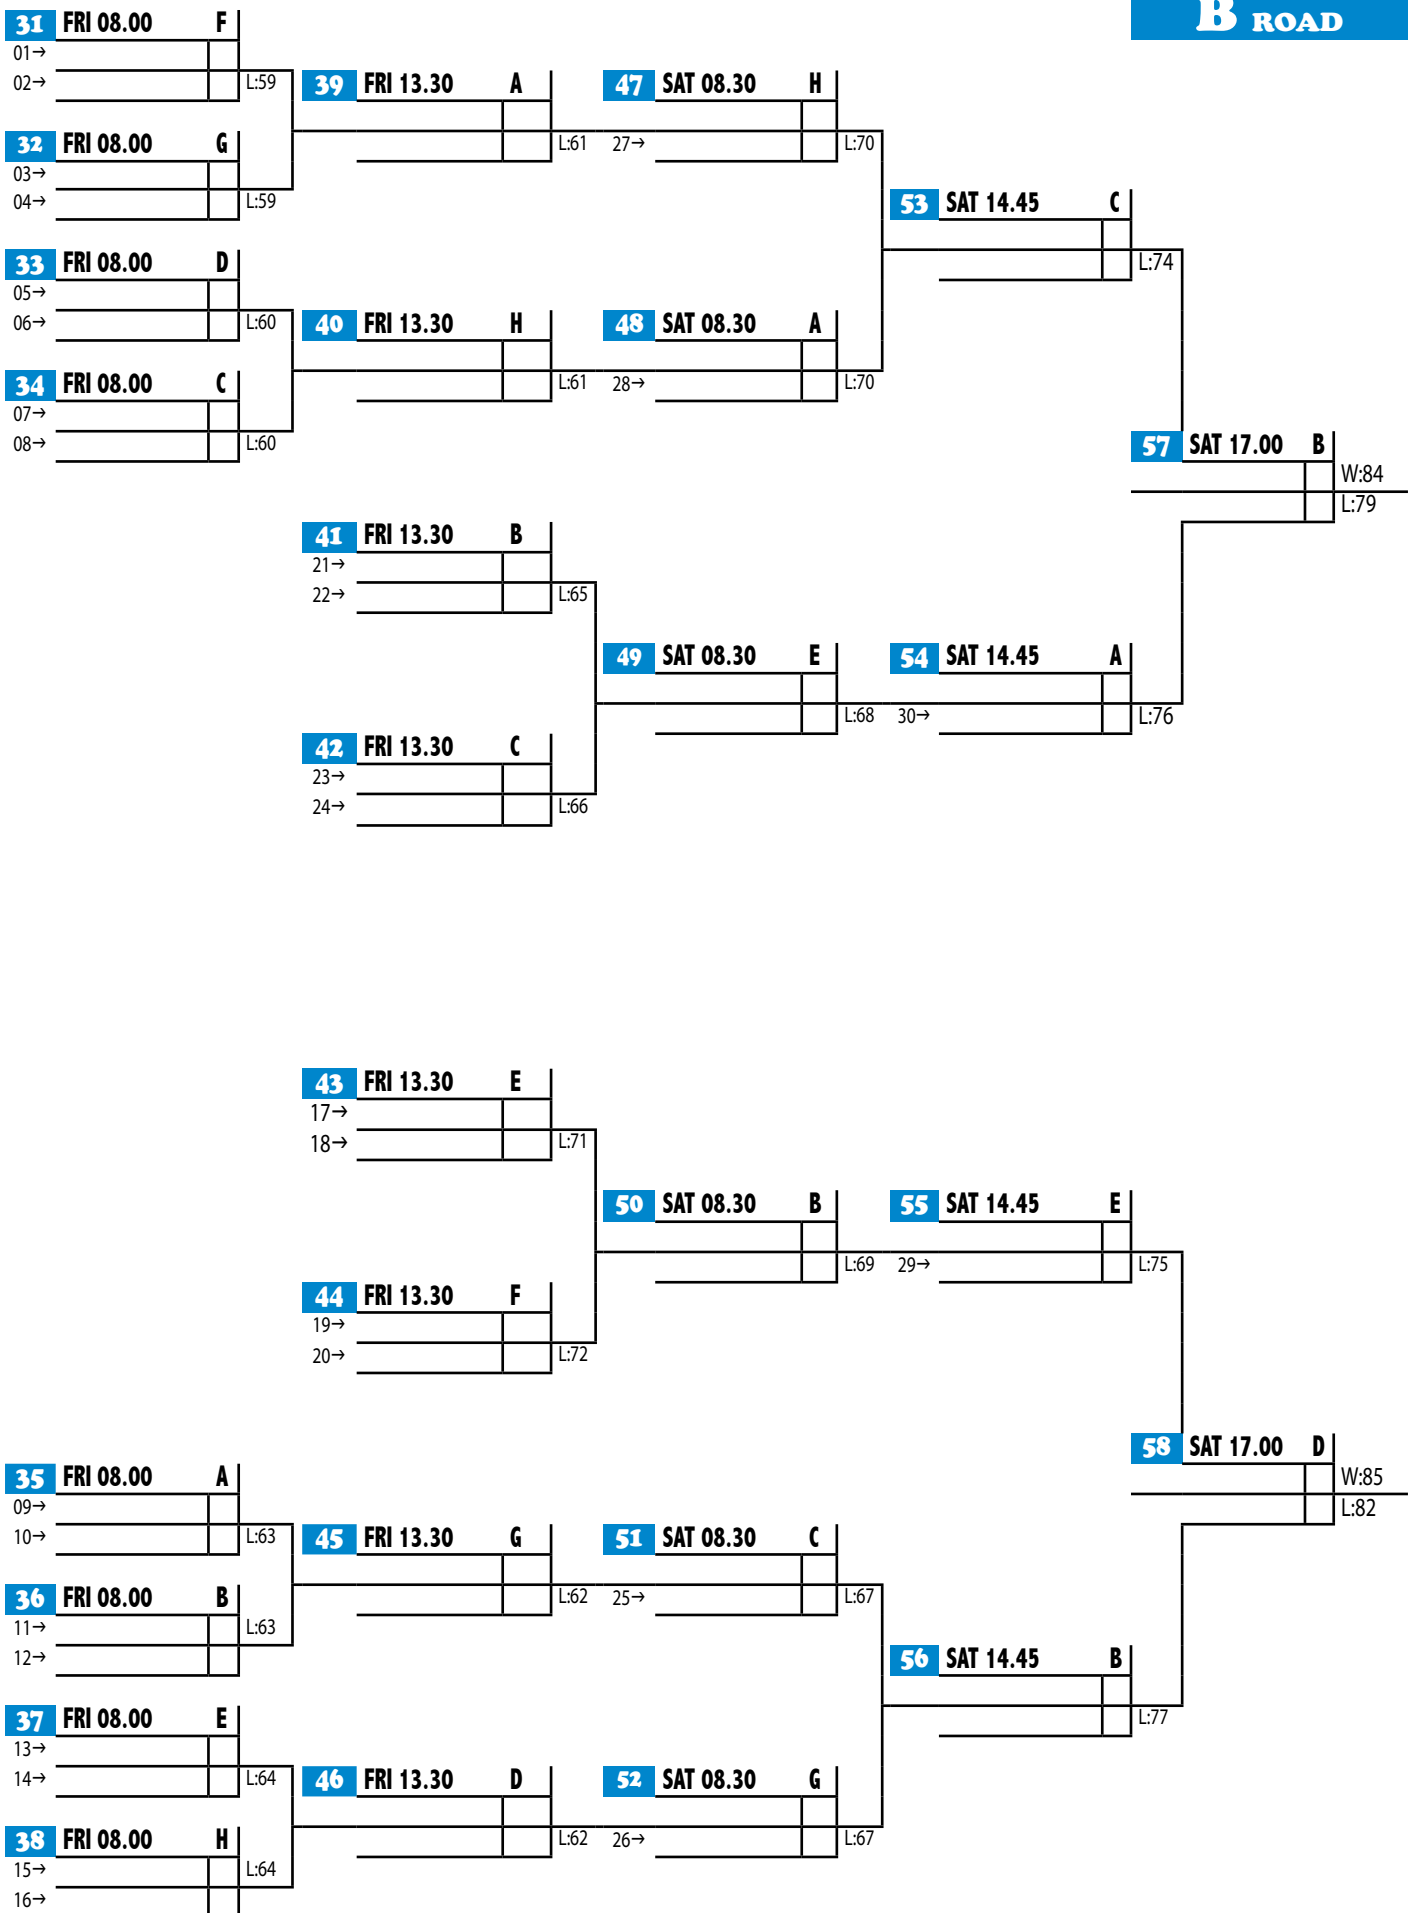 B ROAD
31 FRI 08.00 F
01→
02→ L:59
39 FRI 13.30 A
L:61
47 SAT 08.30 H
27→ L:70
32 FRI 08.00 G
03→
04→ L:59
53 SAT 14.45 C
L:74
33 FRI 08.00 D
05→
06→ L:60
40 FRI 13.30 H
L:61
48 SAT 08.30 A
28→ L:70
34 FRI 08.00 C
07→
08→ L:60
57 SAT 17.00 B
W:84
L:79
41 FRI 13.30 B
21→
22→ L:65
49 SAT 08.30 E
L:68
54 SAT 14.45 A
30→ L:76
42 FRI 13.30 C
23→
24→ L:66
43 FRI 13.30 E
17→
18→ L:71
50 SAT 08.30 B
L:69
55 SAT 14.45 E
29→ L:75
44 FRI 13.30 F
19→
20→ L:72
58 SAT 17.00 D
W:85
L:82
35 FRI 08.00 A
09→
10→ L:63
45 FRI 13.30 G
L:62
51 SAT 08.30 C
25→ L:67
36 FRI 08.00 B
11→ L:63
12→
56 SAT 14.45 B
L:77
37 FRI 08.00 E
13→
14→ L:64
46 FRI 13.30 D
L:62
52 SAT 08.30 G
26→ L:67
38 FRI 08.00 H
15→ L:64
16→